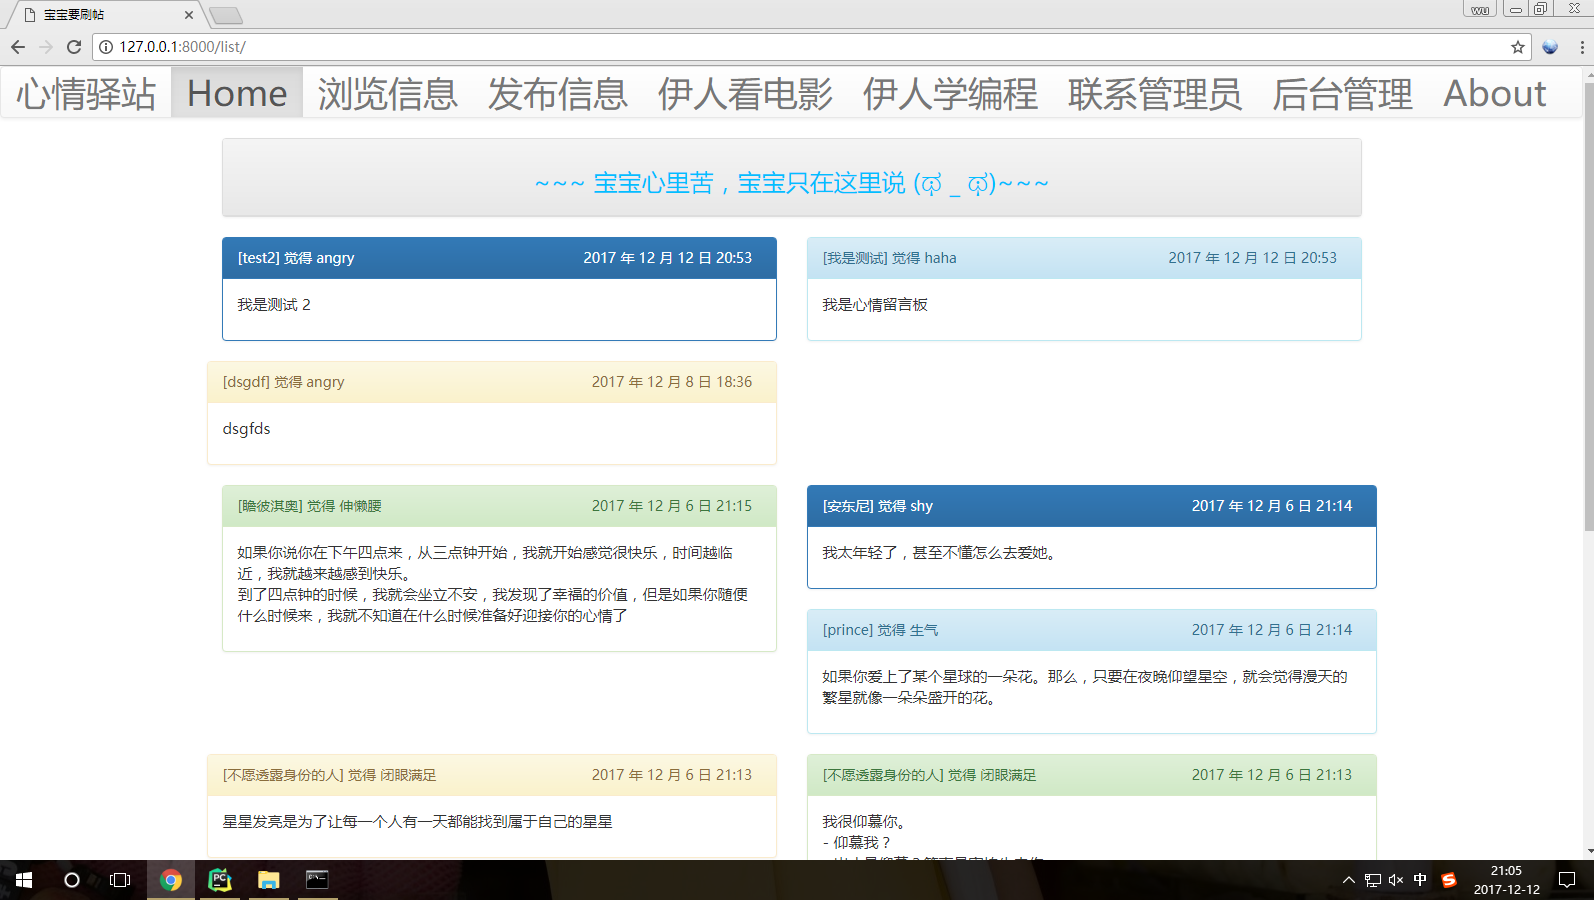 宝宝要刷帖
wu
127.0.0.1:8000/list/
心情驿站 Home 浏览信息 发布信息 伊人看电影 伊人学编程 联系管理员 后台管理 About
~~~ 宝宝心里苦，宝宝只在这里说 (ಥ _ ಥ)~~~
[test2] 觉得 angry 2017 年 12 月 12 日 20:53
我是测试 2
[我是测试] 觉得 haha 2017 年 12 月 12 日 20:53
我是心情留言板
[dsgdf] 觉得 angry 2017 年 12 月 8 日 18:36
dsgfds
[瞻彼淇奥] 觉得 伸懒腰 2017 年 12 月 6 日 21:15
如果你说你在下午四点来，从三点钟开始，我就开始感觉很快乐，时间越临
近，我就越来越感到快乐。
到了四点钟的时候，我就会坐立不安，我发现了幸福的价值，但是如果你随便
什么时候来，我就不知道在什么时候准备好迎接你的心情了
[安东尼] 觉得 shy 2017 年 12 月 6 日 21:14
我太年轻了，甚至不懂怎么去爱她。
[prince] 觉得 生气 2017 年 12 月 6 日 21:14
如果你爱上了某个星球的一朵花。那么，只要在夜晚仰望星空，就会觉得漫天的
繁星就像一朵朵盛开的花。
[不愿透露身份的人] 觉得 闭眼满足 2017 年 12 月 6 日 21:13
星星发亮是为了让每一个人有一天都能找到属于自己的星星
[不愿透露身份的人] 觉得 闭眼满足 2017 年 12 月 6 日 21:13
我很仰慕你。
- 仰慕我？
PC
中
S
21:05
2017-12-12